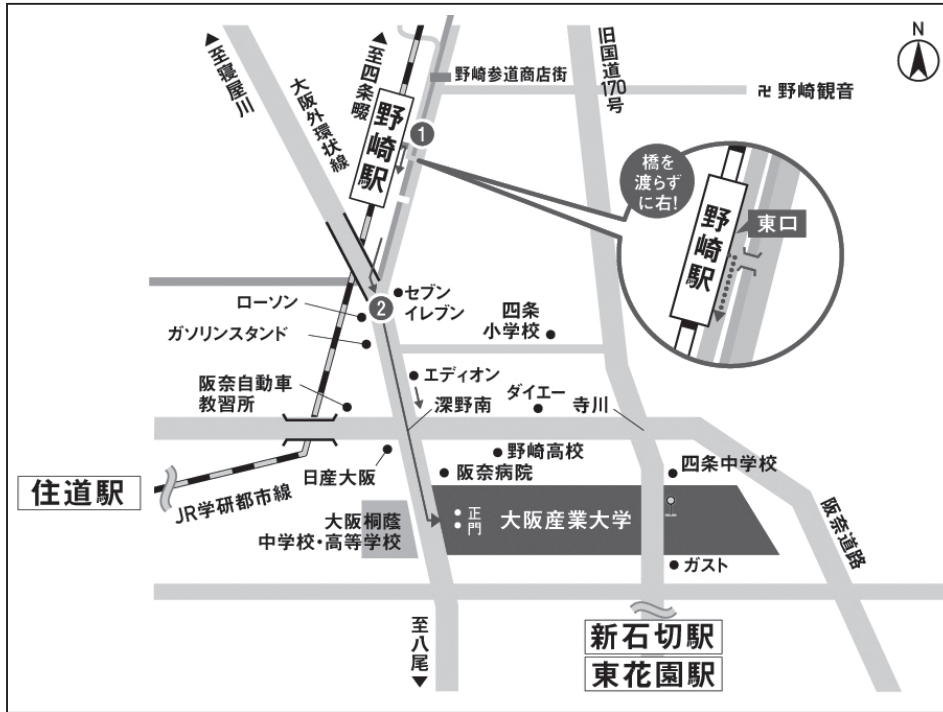 N
▲至寝屋川
大阪外環状線
▲至四条畷
野崎駅
1
野崎参道商店街
旧国道170号
卍 野崎観音
橋を
渡らず
に右!
野崎駅
東口
2
セブン
イレブン
ローソン
ガソリンスタンド
四条
小学校
エディオン
阪奈自動車
教習所
深野南
ダイエー
寺川
野崎高校
日産大阪
阪奈病院
四条中学校
住道駅
JR学研都市線
大阪桐蔭
中学校・高等学校
正門
大阪産業大学
阪奈道路
ガスト
至八尾▼
新石切駅
東花園駅